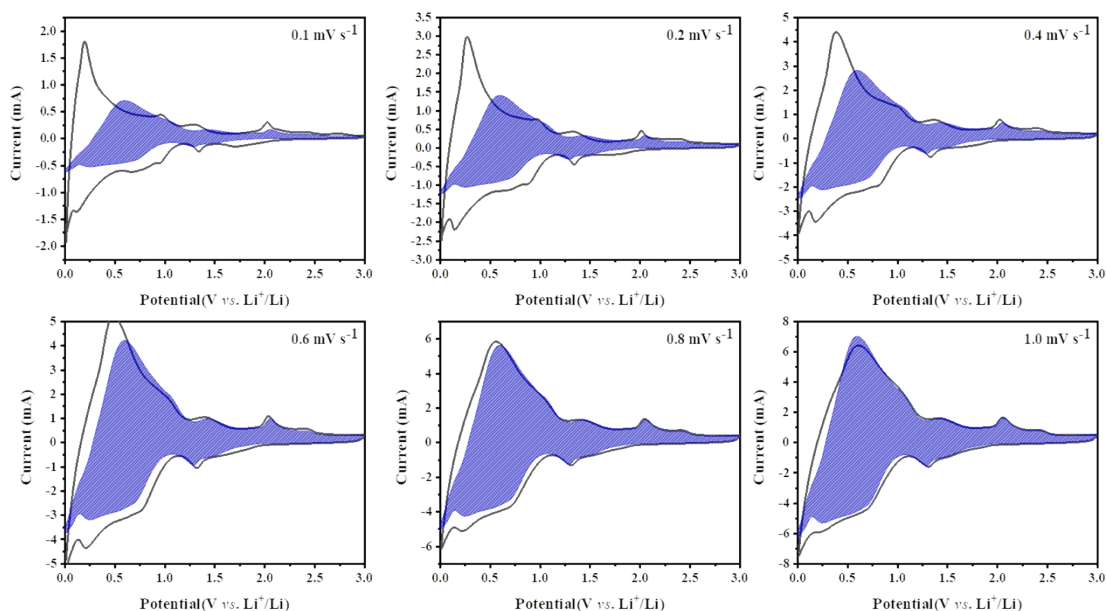 0.1 mV s⁻¹
Current (mA)
2.0
1.5
1.0
0.5
0.0
-0.5
-1.0
-1.5
-2.0
0.0 0.5 1.0 1.5 2.0 2.5 3.0
Potential(V vs. Li⁺/Li)
0.2 mV s⁻¹
Current (mA)
3.5
3.0
2.5
2.0
1.5
1.0
0.5
0.0
-0.5
-1.0
-1.5
-2.0
-2.5
-3.0
0.0 0.5 1.0 1.5 2.0 2.5 3.0
Potential(V vs. Li⁺/Li)
0.4 mV s⁻¹
Current (mA)
5
4
3
2
1
0
-1
-2
-3
-4
-5
0.0 0.5 1.0 1.5 2.0 2.5 3.0
Potential(V vs. Li⁺/Li)
0.6 mV s⁻¹
Current (mA)
5
4
3
2
1
0
-1
-2
-3
-4
-5
0.0 0.5 1.0 1.5 2.0 2.5 3.0
Potential(V vs. Li⁺/Li)
0.8 mV s⁻¹
Current (mA)
6
4
2
0
-2
-4
-6
0.0 0.5 1.0 1.5 2.0 2.5 3.0
Potential(V vs. Li⁺/Li)
1.0 mV s⁻¹
Current (mA)
8
6
4
2
0
-2
-4
-6
-8
0.0 0.5 1.0 1.5 2.0 2.5 3.0
Potential(V vs. Li⁺/Li)